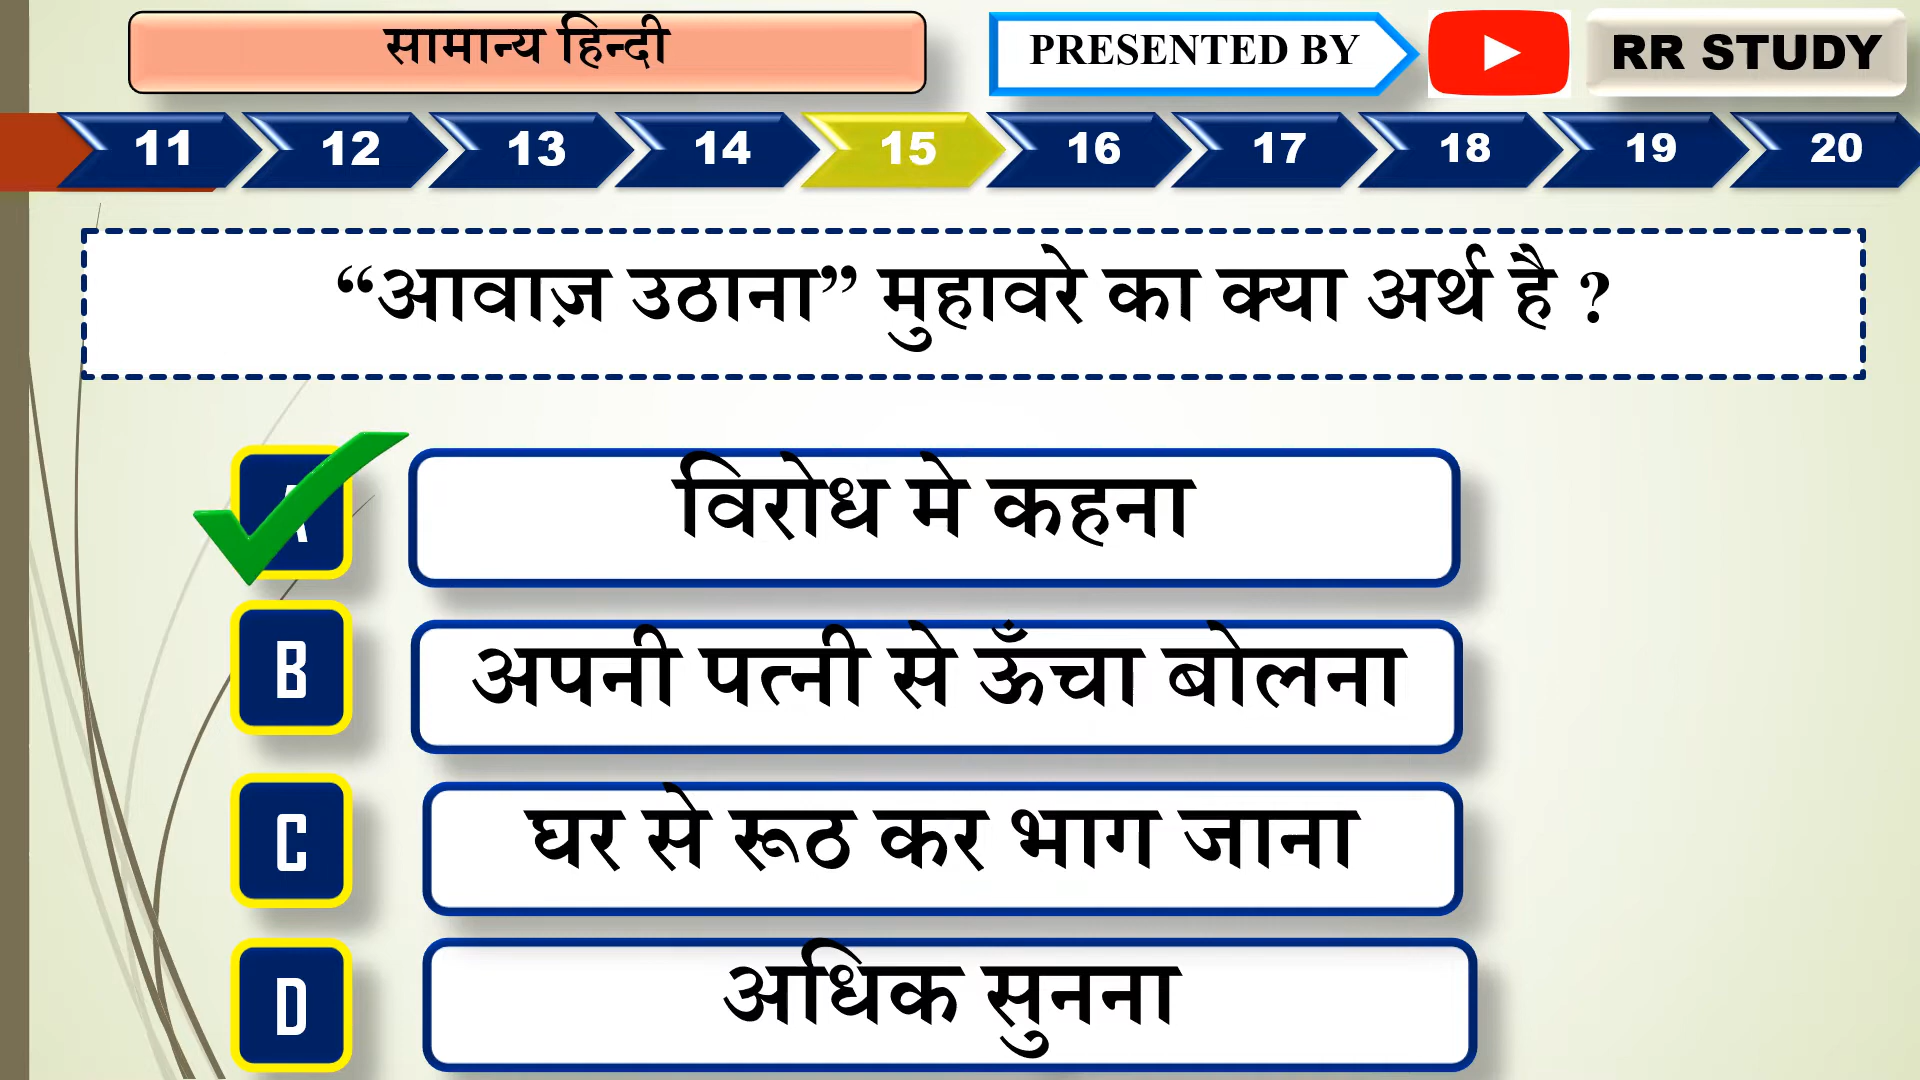 सामान्य हिन्दी
PRESENTED BY
RR STUDY
11 12 13 14 15 16 17 18 19 20
“आवाज़ उठाना” मुहावरे का क्या अर्थ है ?
A विरोध मे कहना
B अपनी पत्नी से ऊँचा बोलना
C घर से रूठ कर भाग जाना
D अधिक सुनना